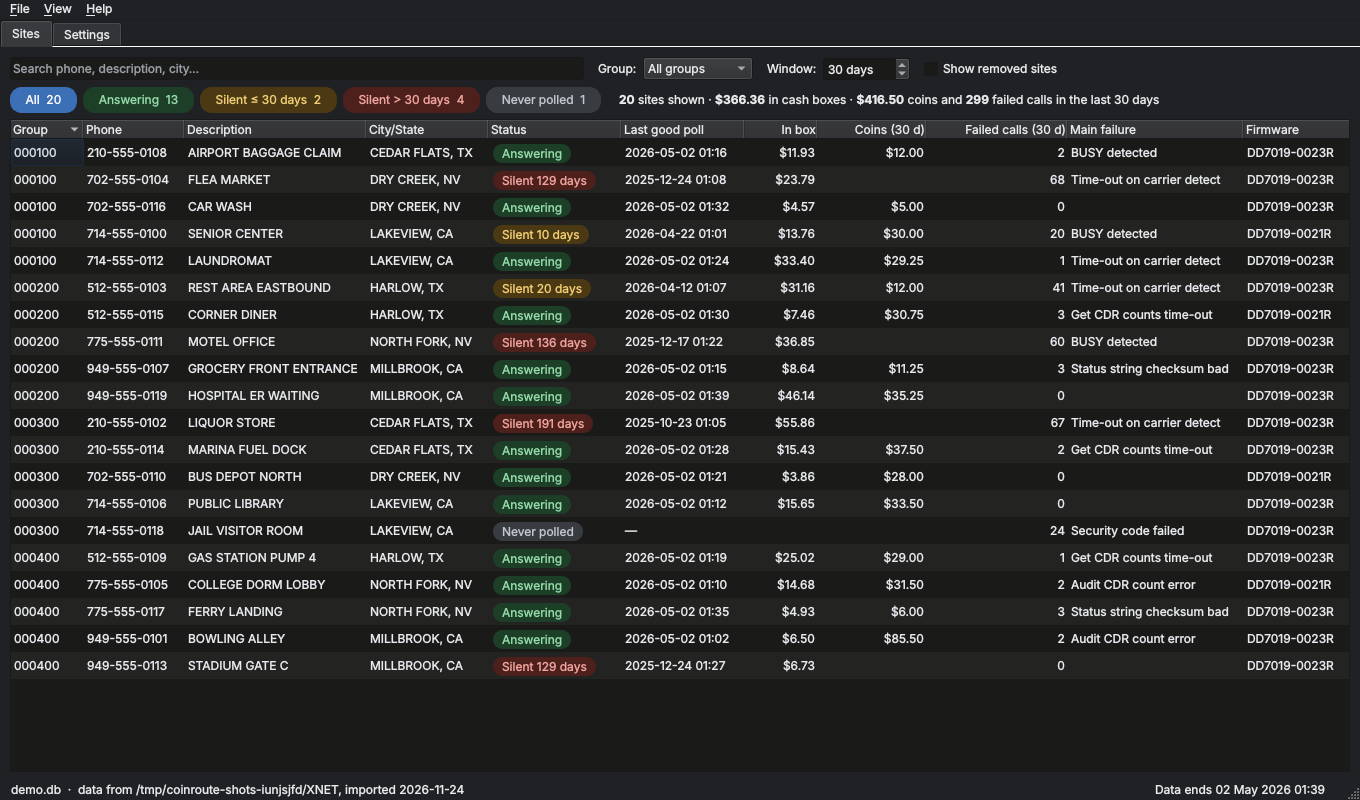 File View Help
Sites Settings
Search phone, description, city... Group: All groups Window: 30 days Show removed sites
All 20 Answering 13 Silent ≤ 30 days 2 Silent > 30 days 4 Never polled 1 20 sites shown · $366.36 in cash boxes · $416.50 coins and 299 failed calls in the last 30 days
Group Phone Description City/State Status Last good poll In box Coins (30 d) Failed calls (30 d) Main failure Firmware
000100 210-555-0108 AIRPORT BAGGAGE CLAIM CEDAR FLATS, TX Answering 2026-05-02 01:16 $11.93 $12.00 2 BUSY detected DD7019-0023R
000100 702-555-0104 FLEA MARKET DRY CREEK, NV Silent 129 days 2025-12-24 01:08 $23.79 68 Time-out on carrier detect DD7019-0023R
000100 702-555-0116 CAR WASH DRY CREEK, NV Answering 2026-05-02 01:32 $4.57 $5.00 0 DD7019-0023R
000100 714-555-0100 SENIOR CENTER LAKEVIEW, CA Silent 10 days 2026-04-22 01:01 $13.76 $30.00 20 BUSY detected DD7019-0021R
000100 714-555-0112 LAUNDROMAT LAKEVIEW, CA Answering 2026-05-02 01:24 $33.40 $29.25 1 Time-out on carrier detect DD7019-0023R
000200 512-555-0103 REST AREA EASTBOUND HARLOW, TX Silent 20 days 2026-04-12 01:07 $31.16 $12.00 41 Time-out on carrier detect DD7019-0023R
000200 512-555-0115 CORNER DINER HARLOW, TX Answering 2026-05-02 01:30 $7.46 $30.75 3 Get CDR counts time-out DD7019-0021R
000200 775-555-0111 MOTEL OFFICE NORTH FORK, NV Silent 136 days 2025-12-17 01:22 $36.85 60 BUSY detected DD7019-0023R
000200 949-555-0107 GROCERY FRONT ENTRANCE MILLBROOK, CA Answering 2026-05-02 01:15 $8.64 $11.25 3 Status string checksum bad DD7019-0023R
000200 949-555-0119 HOSPITAL ER WAITING MILLBROOK, CA Answering 2026-05-02 01:39 $46.14 $35.25 0 DD7019-0023R
000300 210-555-0102 LIQUOR STORE CEDAR FLATS, TX Silent 191 days 2025-10-23 01:05 $55.86 67 Time-out on carrier detect DD7019-0023R
000300 210-555-0114 MARINA FUEL DOCK CEDAR FLATS, TX Answering 2026-05-02 01:28 $15.43 $37.50 2 Get CDR counts time-out DD7019-0023R
000300 702-555-0110 BUS DEPOT NORTH DRY CREEK, NV Answering 2026-05-02 01:21 $3.86 $28.00 0 DD7019-0021R
000300 714-555-0106 PUBLIC LIBRARY LAKEVIEW, CA Answering 2026-05-02 01:12 $15.65 $33.50 0 DD7019-0023R
000300 714-555-0118 JAIL VISITOR ROOM LAKEVIEW, CA Never polled — 24 Security code failed DD7019-0023R
000400 512-555-0109 GAS STATION PUMP 4 HARLOW, TX Answering 2026-05-02 01:19 $25.02 $29.00 1 Get CDR counts time-out DD7019-0023R
000400 775-555-0105 COLLEGE DORM LOBBY NORTH FORK, NV Answering 2026-05-02 01:10 $14.68 $31.50 2 Audit CDR count error DD7019-0021R
000400 775-555-0117 FERRY LANDING NORTH FORK, NV Answering 2026-05-02 01:35 $4.93 $6.00 3 Status string checksum bad DD7019-0023R
000400 949-555-0101 BOWLING ALLEY MILLBROOK, CA Answering 2026-05-02 01:02 $6.50 $85.50 2 Audit CDR count error DD7019-0023R
000400 949-555-0113 STADIUM GATE C MILLBROOK, CA Silent 129 days 2025-12-24 01:27 $6.73 0 DD7019-0023R
demo.db · data from /tmp/coinroute-shots-iunjsjfd/XNET, imported 2026-11-24 Data ends 02 May 2026 01:39